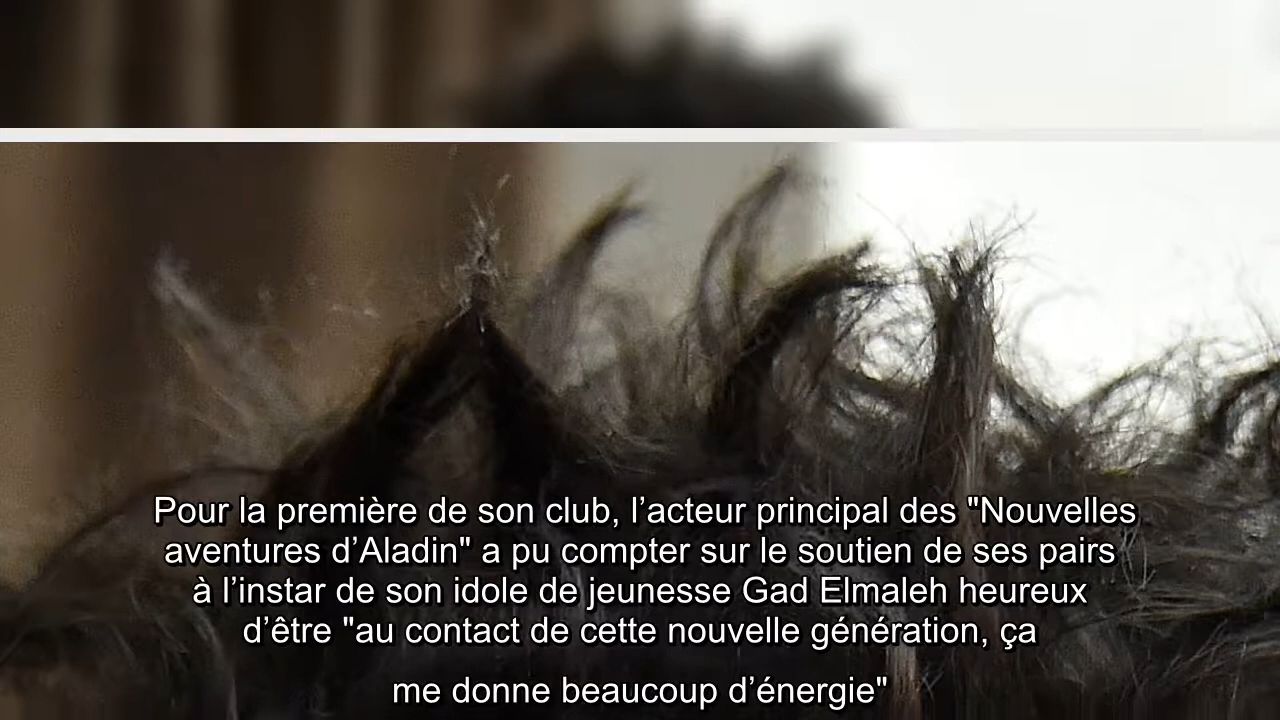 Pour la première de son club, l’acteur principal des "Nouvelles
aventures d’Aladin" a pu compter sur le soutien de ses pairs
à l’instar de son idole de jeunesse Gad Elmaleh heureux
d’être "au contact de cette nouvelle génération, ça
me donne beaucoup d’énergie"